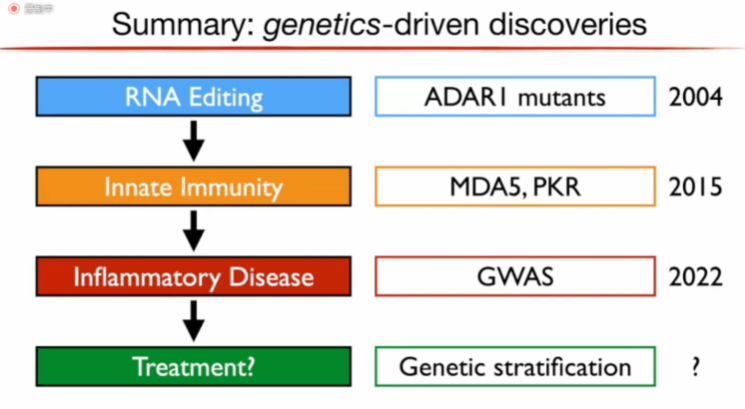 Summary: genetics-driven discoveries
RNA Editing ADAR1 mutants 2004
Innate Immunity MDA5, PKR 2015
Inflammatory Disease GWAS 2022
Treatment? Genetic stratification ?